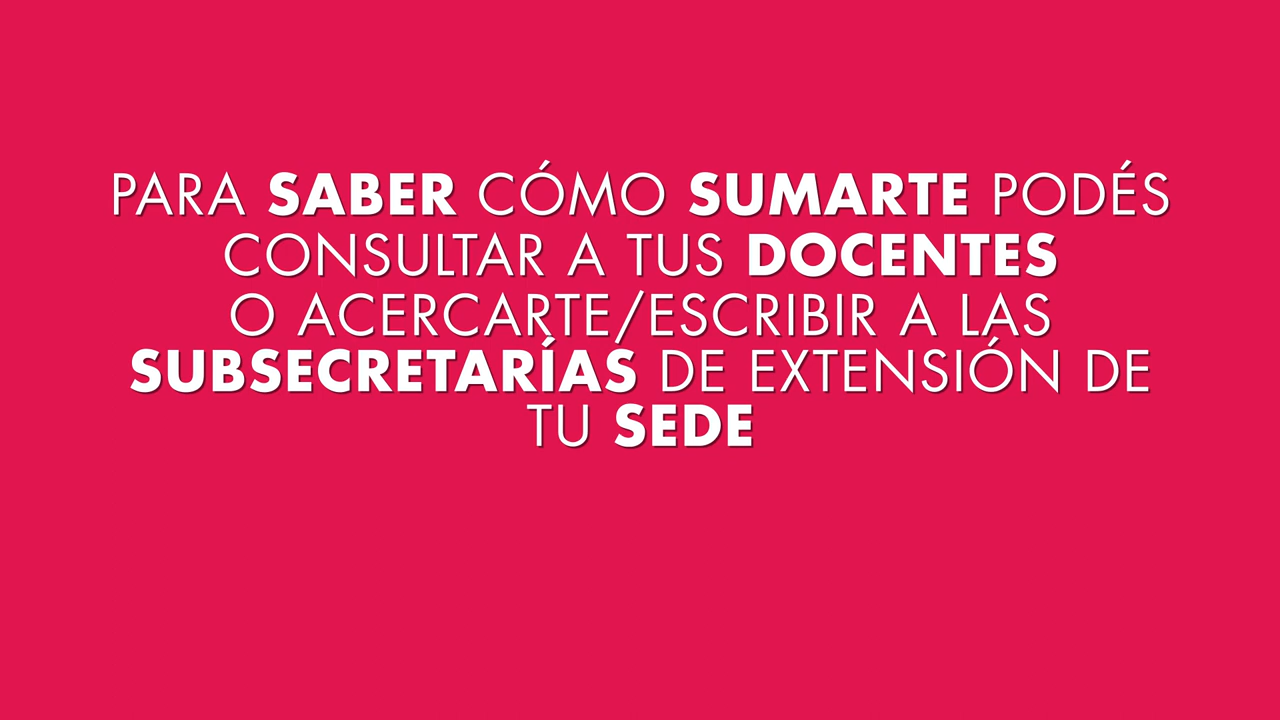 PARA SABER CÓMO SUMARTE PODÉS
CONSULTAR A TUS DOCENTES
O ACERCARTE/ESCRIBIR A LAS
SUBSECRETARÍAS DE EXTENSIÓN DE
TU SEDE